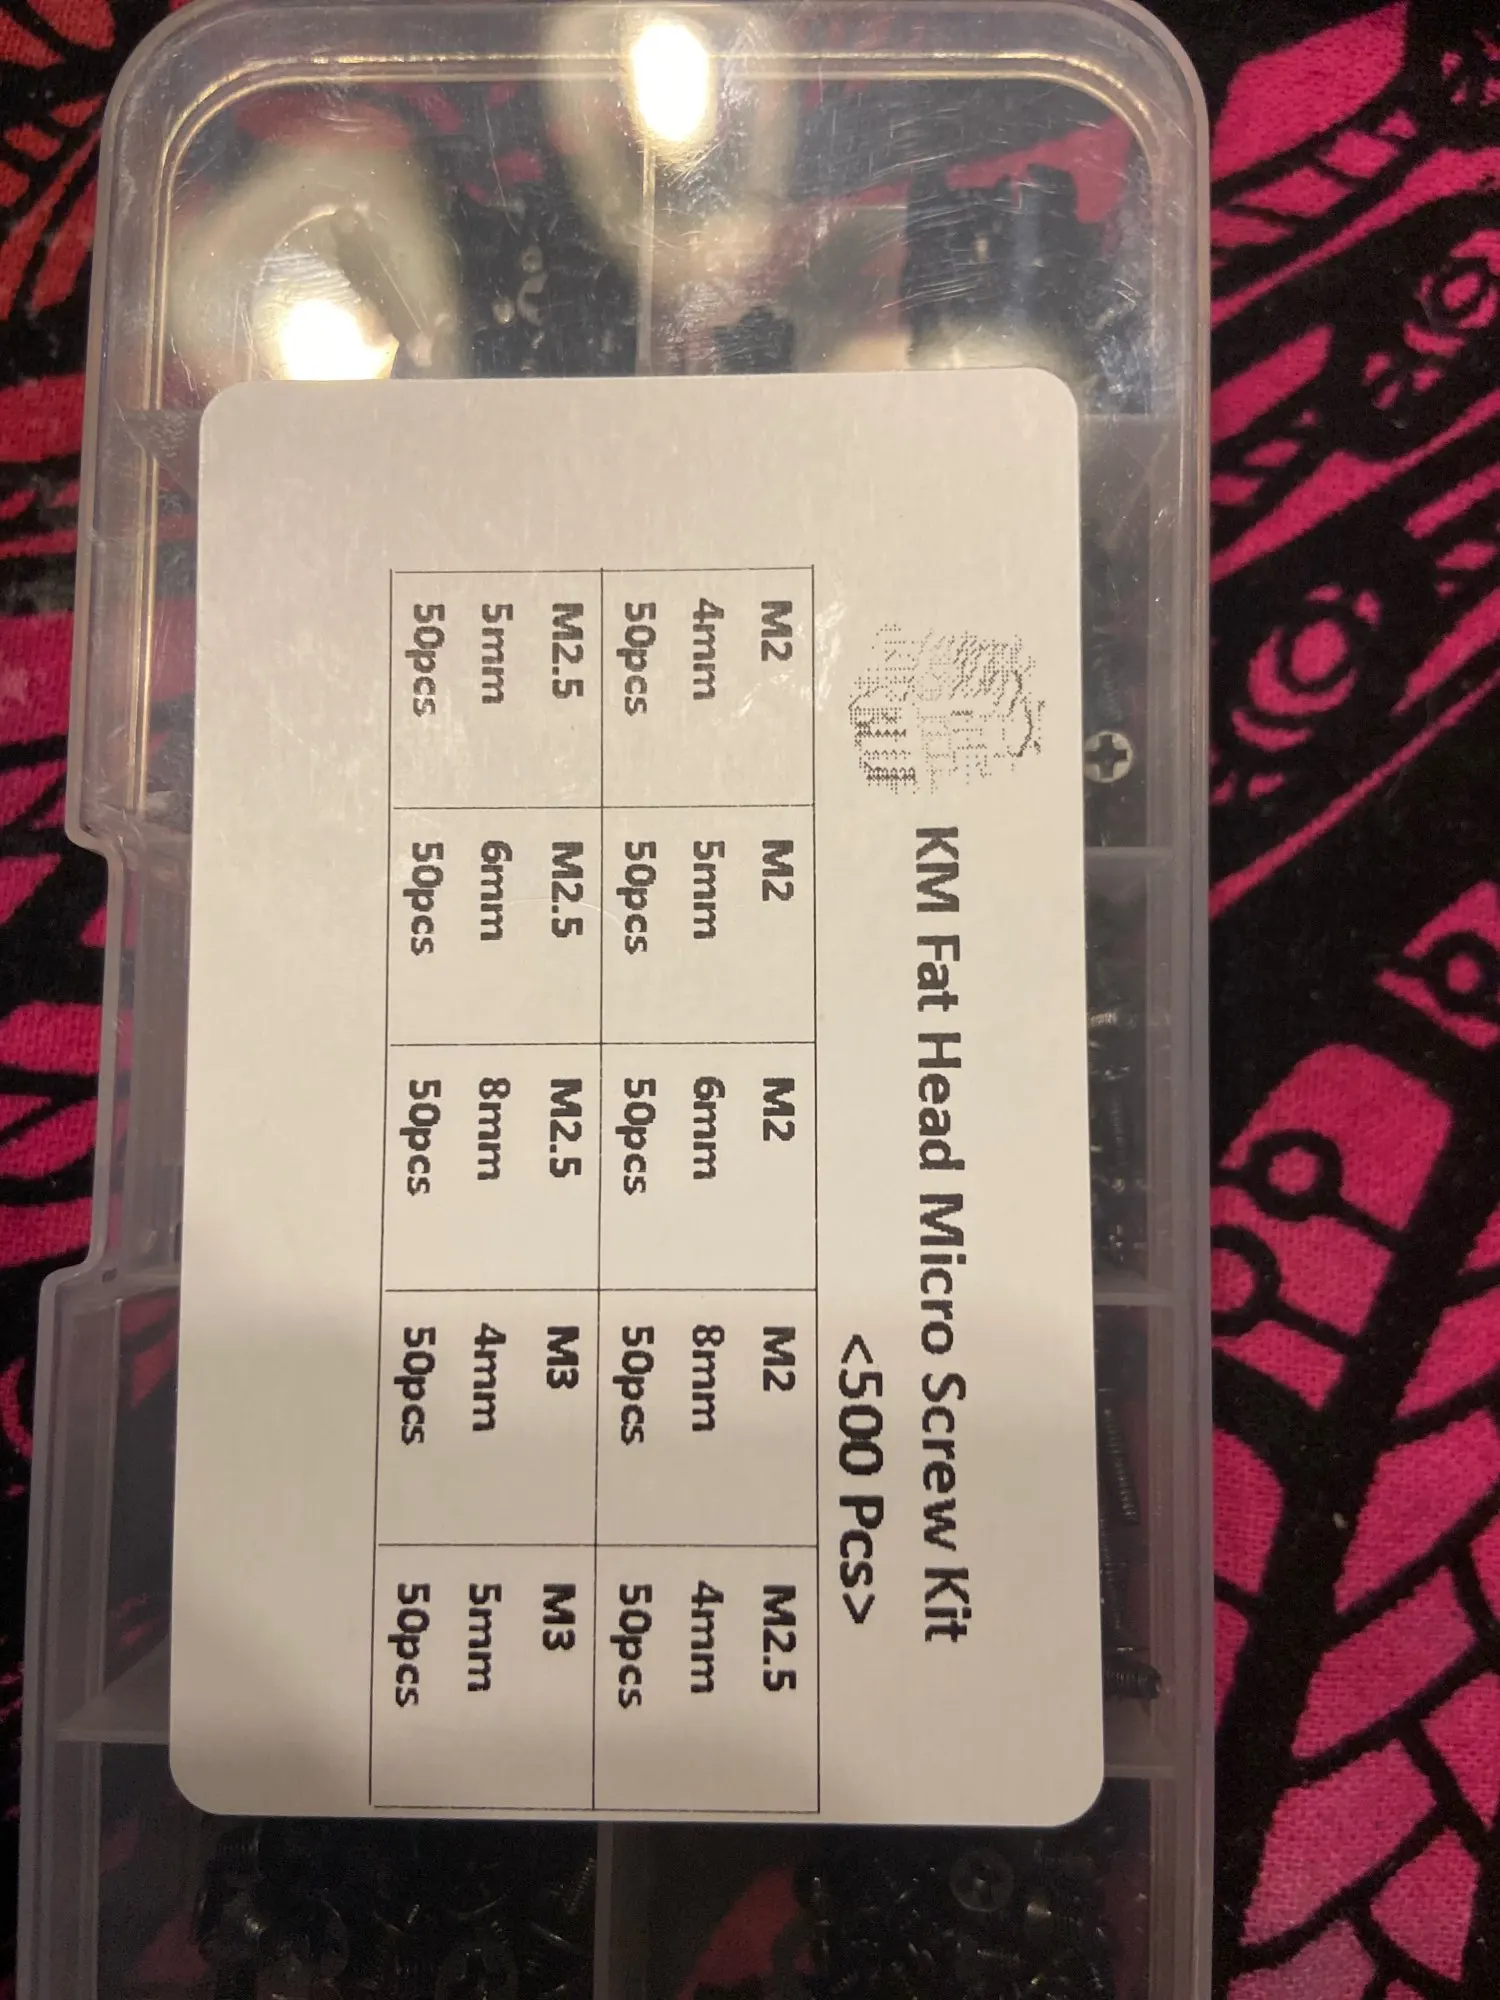 KM Fat Head Micro Screw Kit
<500 Pcs>
M2 M2 M2 M2 M2.5
4mm 5mm 6mm 8mm 4mm
50pcs 50pcs 50pcs 50pcs 50pcs
M2.5 M2.5 M2.5 M3 M3
5mm 6mm 8mm 4mm 5mm
50pcs 50pcs 50pcs 50pcs 50pcs